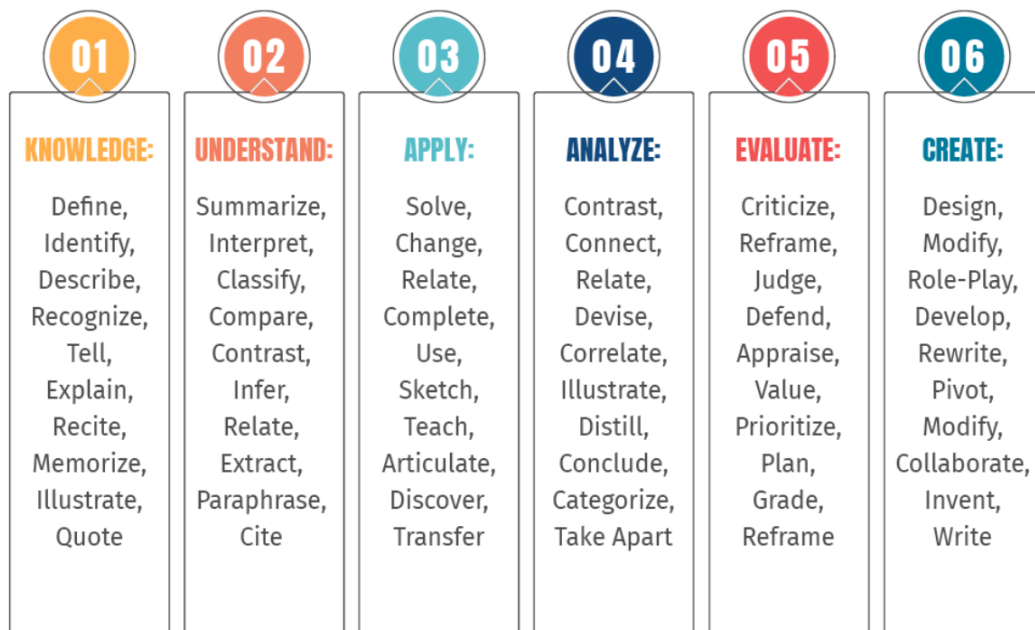 01
KNOWLEDGE:
Define,
Identify,
Describe,
Recognize,
Tell,
Explain,
Recite,
Memorize,
Illustrate,
Quote
02
UNDERSTAND:
Summarize,
Interpret,
Classify,
Compare,
Contrast,
Infer,
Relate,
Extract,
Paraphrase,
Cite
03
APPLY:
Solve,
Change,
Relate,
Complete,
Use,
Sketch,
Teach,
Articulate,
Discover,
Transfer
04
ANALYZE:
Contrast,
Connect,
Relate,
Devise,
Correlate,
Illustrate,
Distill,
Conclude,
Categorize,
Take Apart
05
EVALUATE:
Criticize,
Reframe,
Judge,
Defend,
Appraise,
Value,
Prioritize,
Plan,
Grade,
Reframe
06
CREATE:
Design,
Modify,
Role-Play,
Develop,
Rewrite,
Pivot,
Modify,
Collaborate,
Invent,
Write